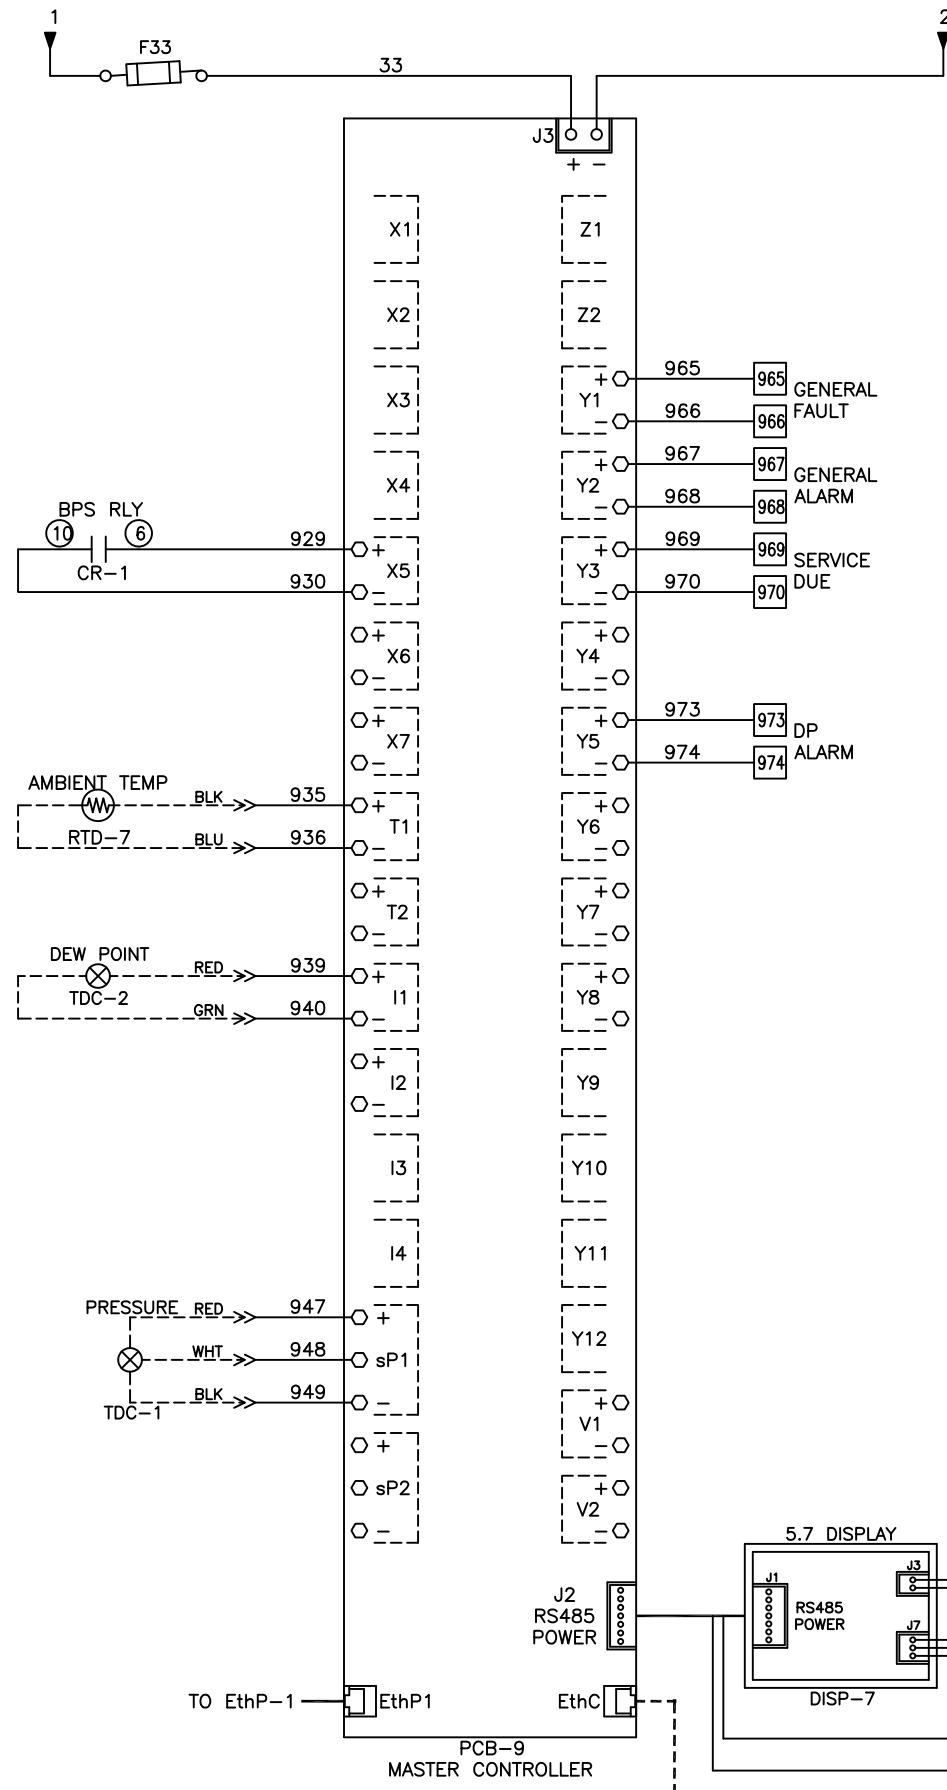 1
2
F33
33
J3
+ −
X1
Z1
X2
Z2
X3
+
Y1
−
965
965
GENERAL
FAULT
966
966
X4
+
Y2
−
967
967
GENERAL
ALARM
968
968
BPS RLY
10
6
CR−1
929
930
+
X5
−
+
Y3
−
969
969
SERVICE
DUE
970
970
+
X6
−
+
Y4
−
+
X7
−
+
Y5
−
973
973
DP
ALARM
974
974
AMBIENT TEMP
RTD−7
BLK
935
BLU
936
+
T1
−
+
Y6
−
+
T2
−
+
Y7
−
DEW POINT
TDC−2
RED
939
GRN
940
+
I1
−
+
Y8
−
+
I2
−
Y9
I3
Y10
I4
Y11
PRESSURE
RED
947
WHT
948
BLK
949
TDC−1
+
sP1
−
Y12
+
V1
−
+
sP2
−
+
V2
−
5.7 DISPLAY
J2
RS485
POWER
J1
RS485
POWER
J3
J7
DISP−7
TO EthP−1
EthP1
EthC
PCB−9
MASTER CONTROLLER